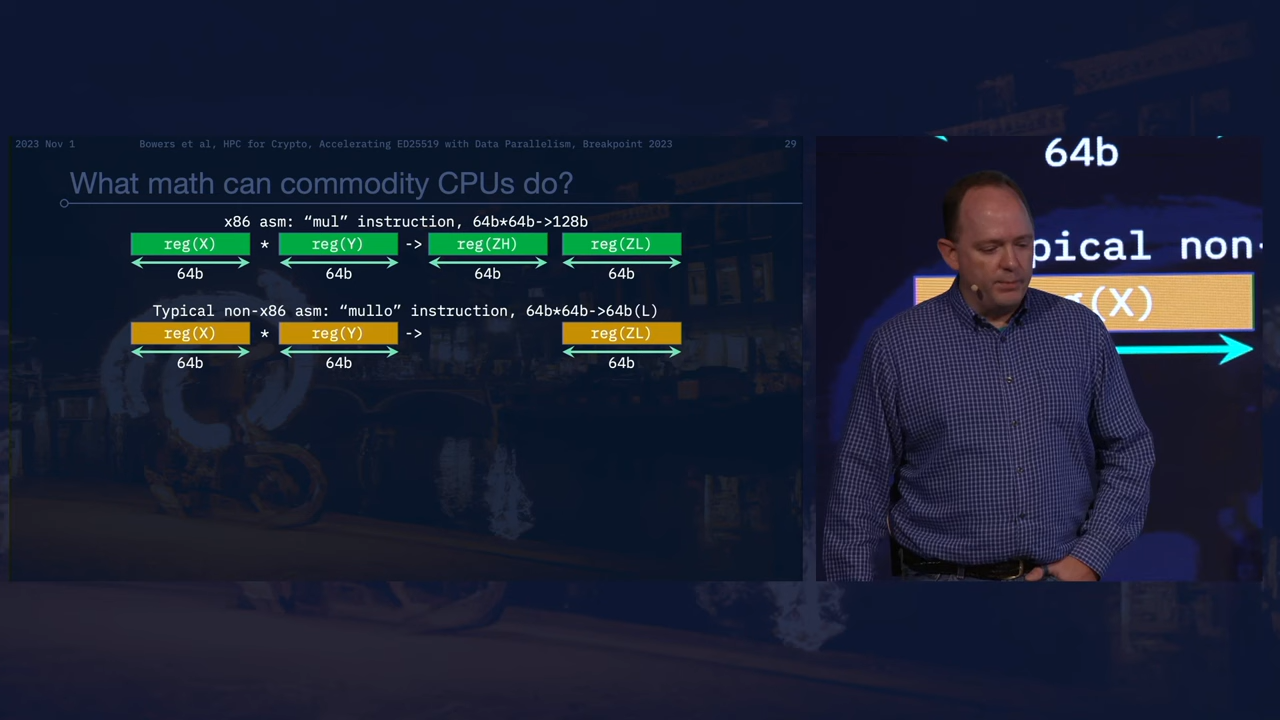 2023 Nov 1 Bowers et al, HPC for Crypto, Accelerating ED25519 with Data Parallelism, Breakpoint 2023 29
What math can commodity CPUs do?
x86 asm: “mul” instruction, 64b*64b->128b
reg(X) * reg(Y) -> reg(ZH) reg(ZL)
64b 64b 64b 64b
Typical non-x86 asm: “mullo” instruction, 64b*64b->64b(L)
reg(X) * reg(Y) -> reg(ZL)
64b 64b 64b
64b
pical non-
(X)